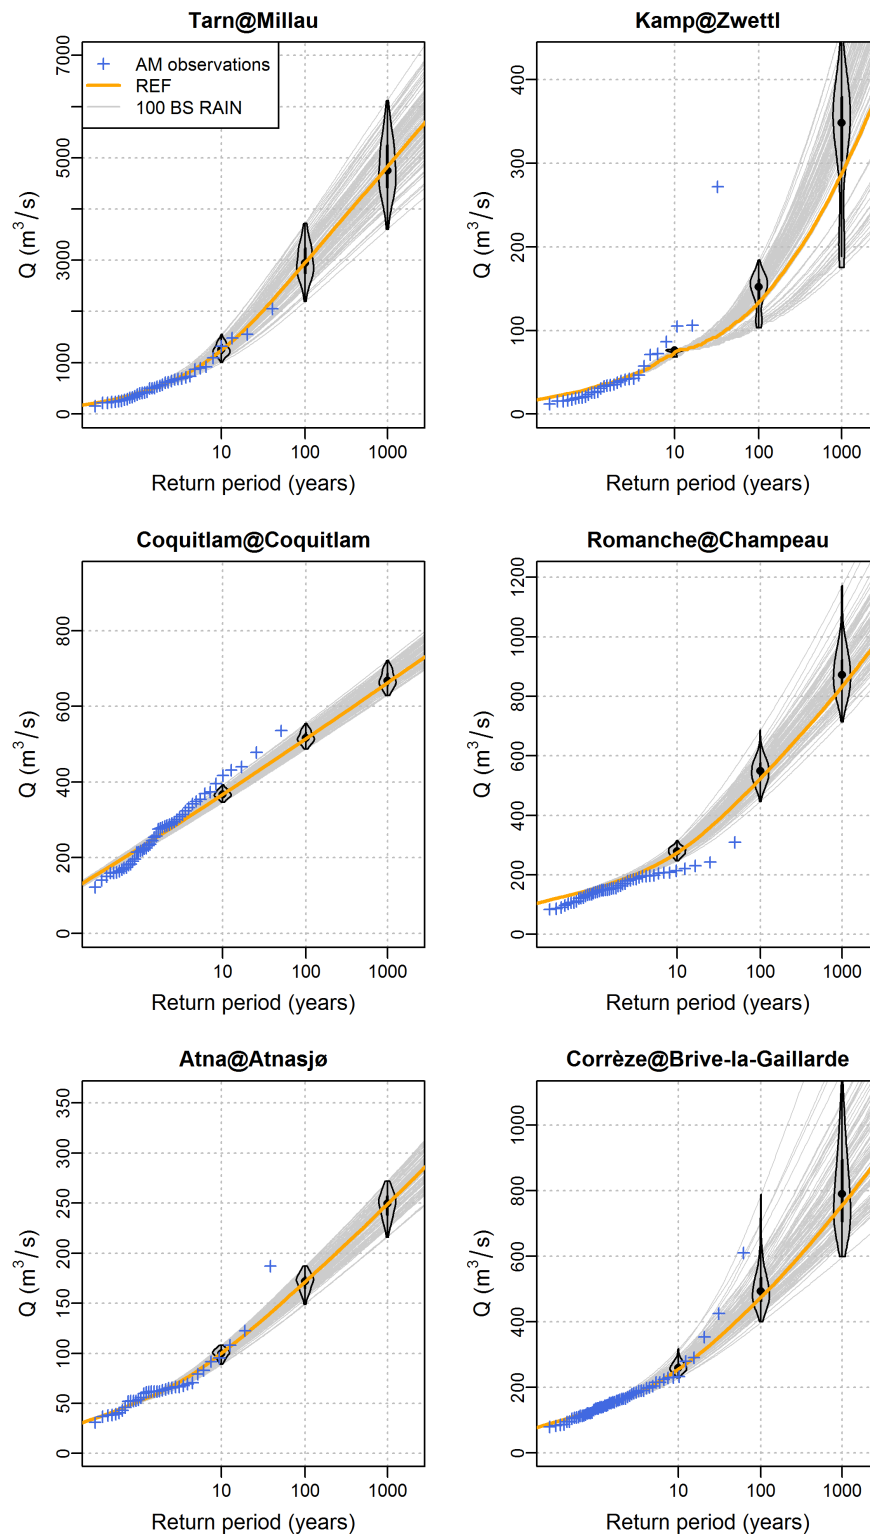 Tarn@Millau
Q (m³/s)
0
1000
3000
5000
7000
AM observations
REF
100 BS RAIN
10
100
1000
Return period (years)
Kamp@Zwettl
Q (m³/s)
0
100
200
300
400
10
100
1000
Return period (years)
Coquitlam@Coquitlam
Q (m³/s)
0
200
400
600
800
10
100
1000
Return period (years)
Romanche@Champeau
Q (m³/s)
0
200
400
600
800
1000
1200
10
100
1000
Return period (years)
Atna@Atnasjø
Q (m³/s)
0
50
100
150
200
250
300
350
10
100
1000
Return period (years)
Corrèze@Brive-la-Gaillarde
Q (m³/s)
0
200
400
600
800
1000
10
100
1000
Return period (years)